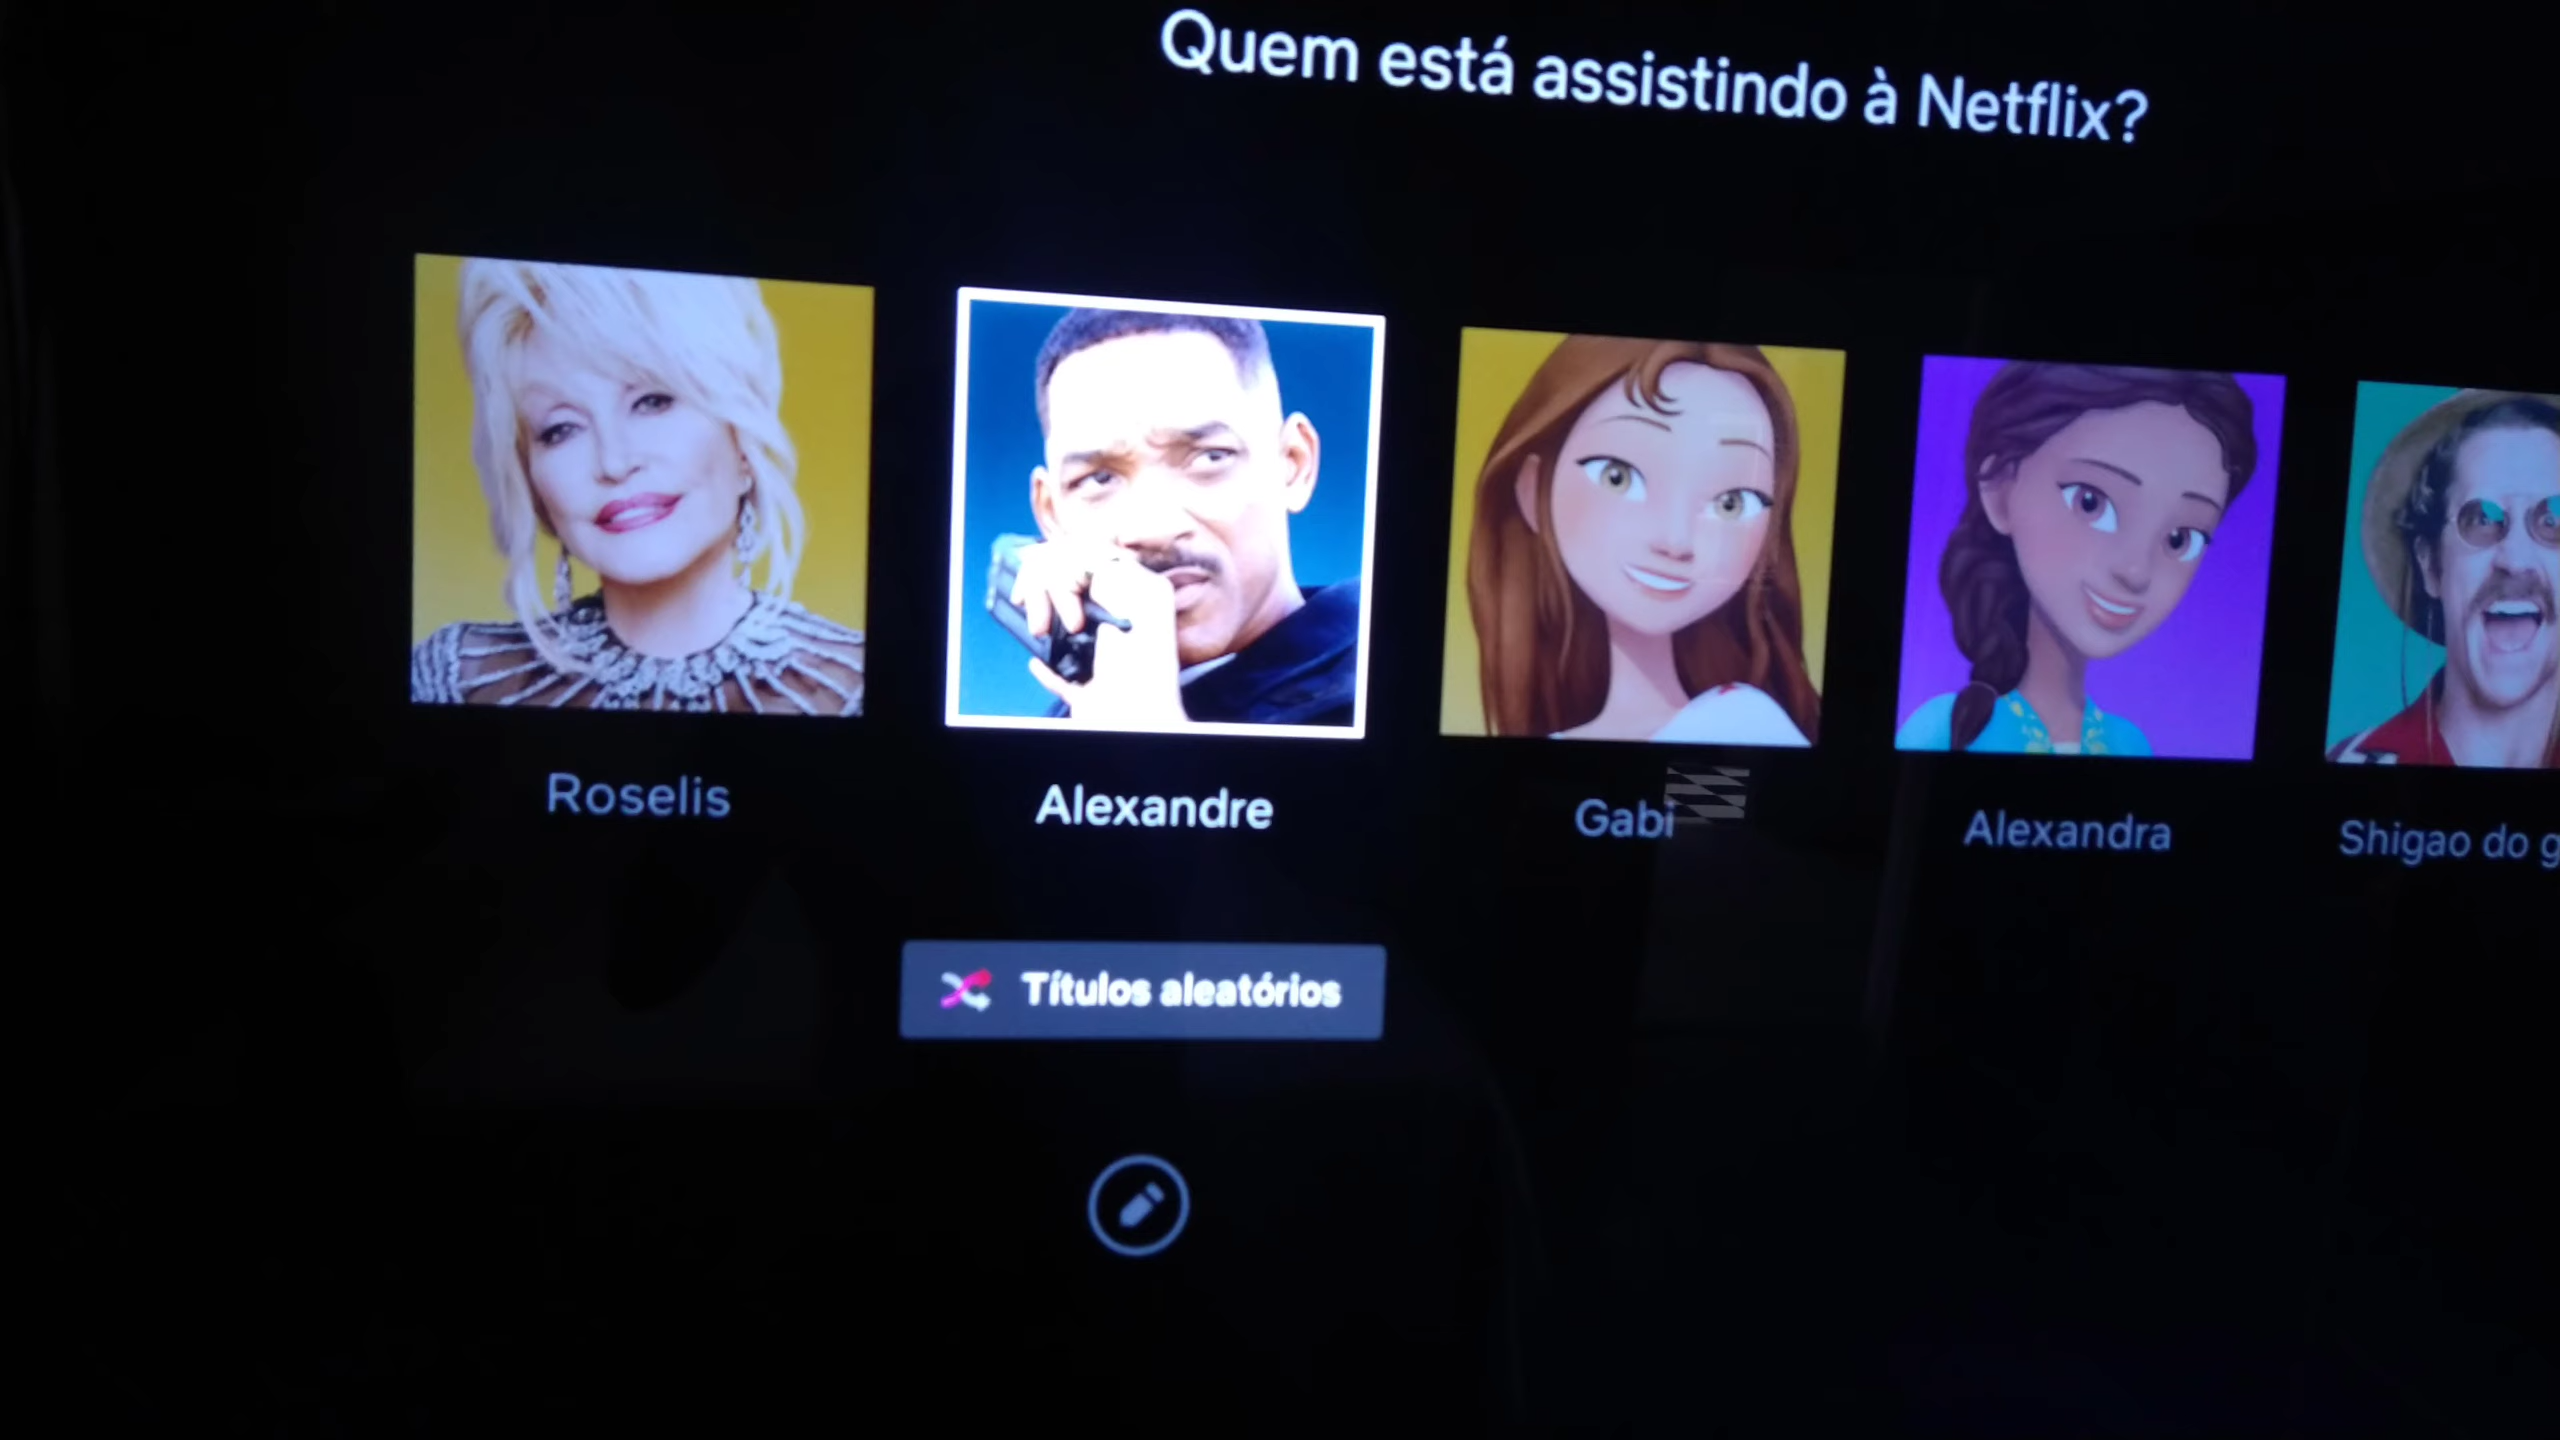 Quem está assistindo à Netflix?
Roselis
Alexandre
Gabi
Alexandra
Shigao do g
Títulos aleatórios